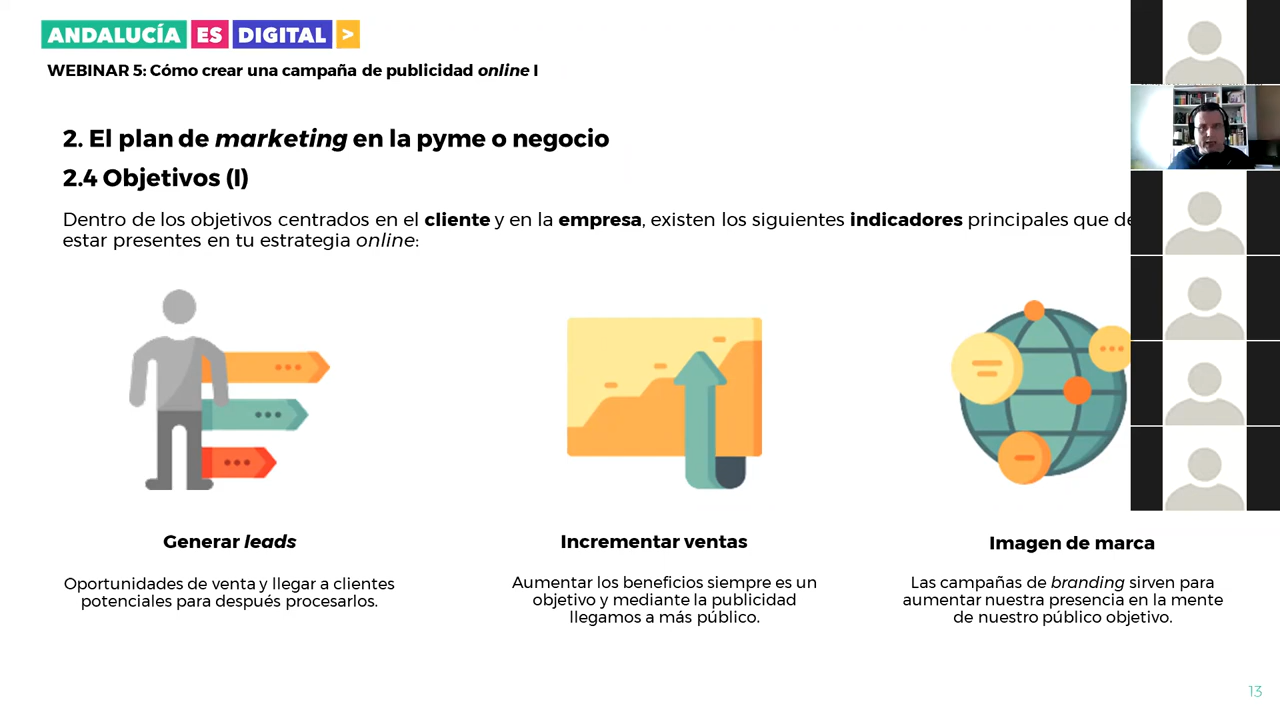 ANDALUCÍA ES DIGITAL >
WEBINAR 5: Cómo crear una campaña de publicidad online I
2. El plan de marketing en la pyme o negocio
2.4 Objetivos (I)
Dentro de los objetivos centrados en el cliente y en la empresa, existen los siguientes indicadores principales que
estar presentes en tu estrategia online:
Generar leads
Oportunidades de venta y llegar a clientes
potenciales para después procesarlos.
Incrementar ventas
Aumentar los beneficios siempre es un
objetivo y mediante la publicidad
llegamos a más público.
Imagen de marca
Las campañas de branding sirven para
aumentar nuestra presencia en la mente
de nuestro público objetivo.
13